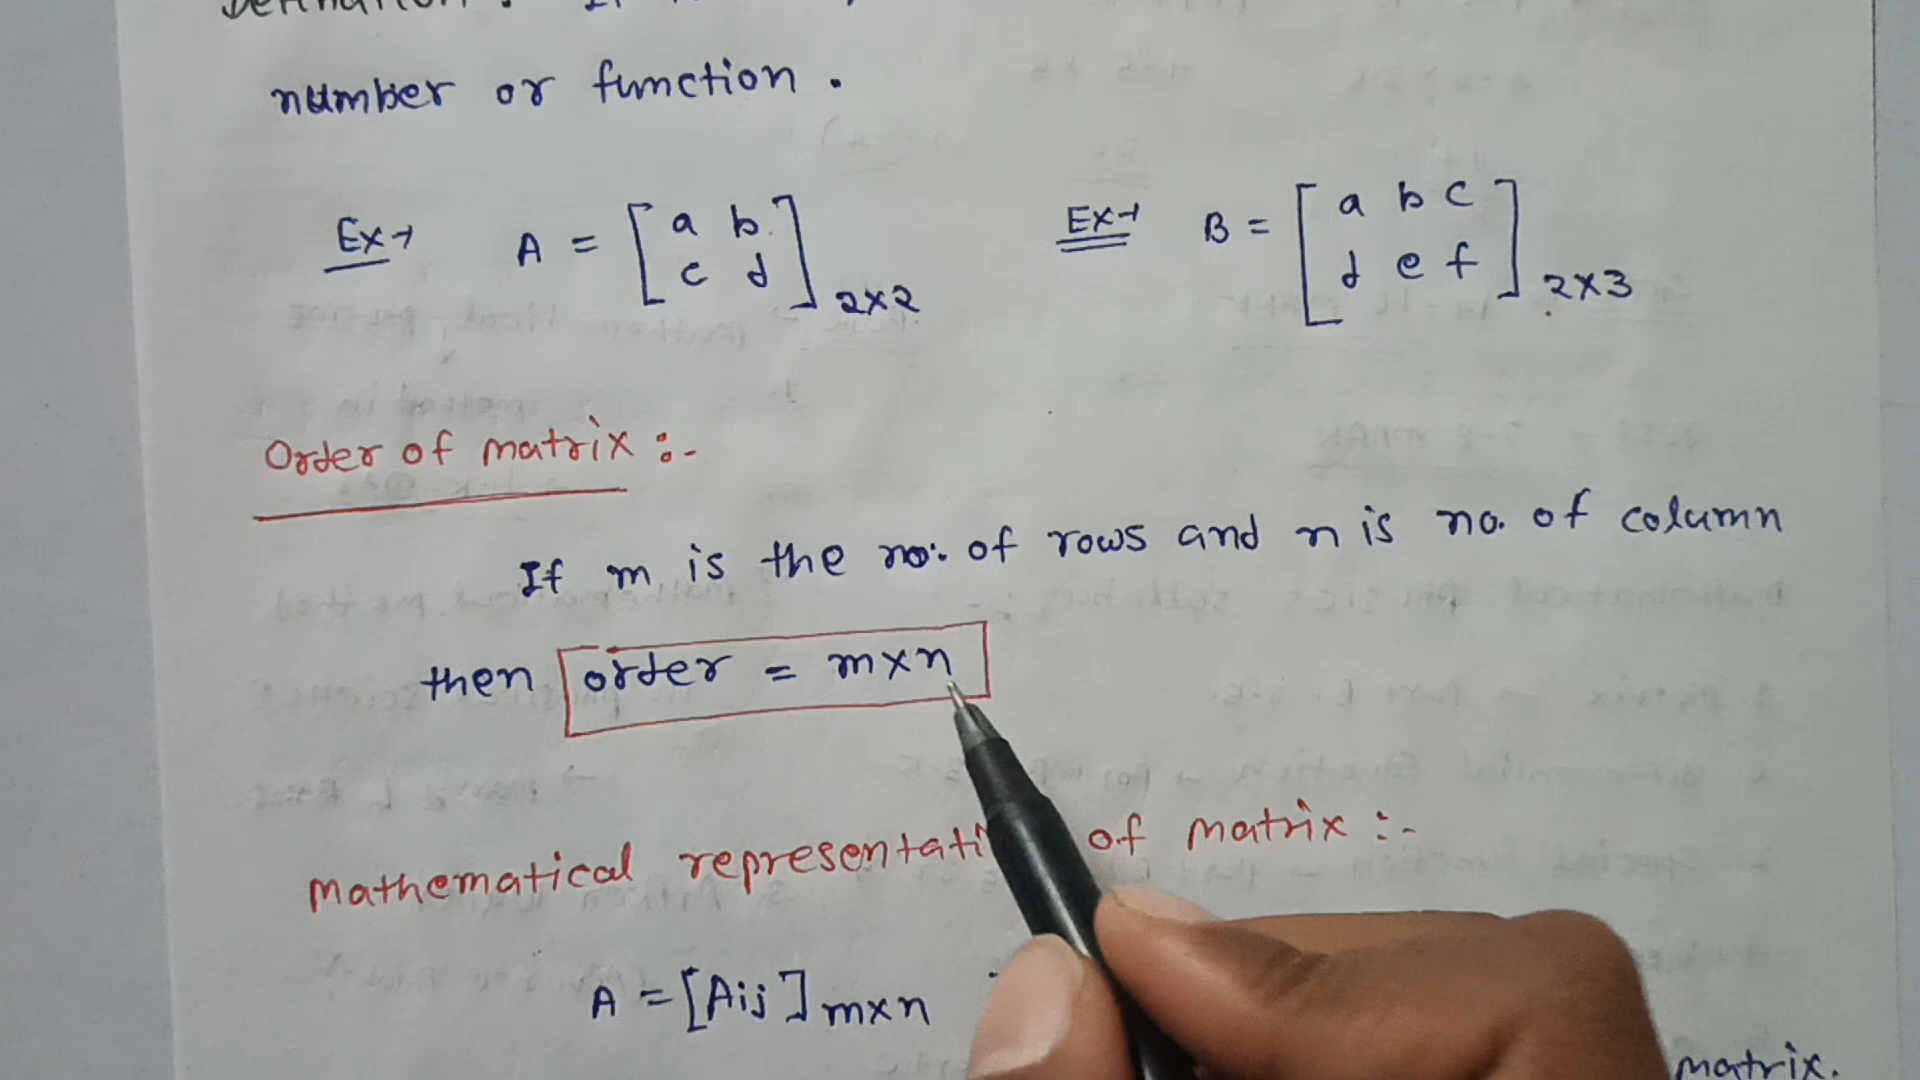 number or function.
Ex→ A = [ a b
c d ] 2×2
Ex→ B = [ a b c
d e f ] 2×3
Order of matrix :-
If m is the no. of rows and n is no. of column
then order = m×n
Mathematical of matrix :-
A = [Aij] m×n
matrix.